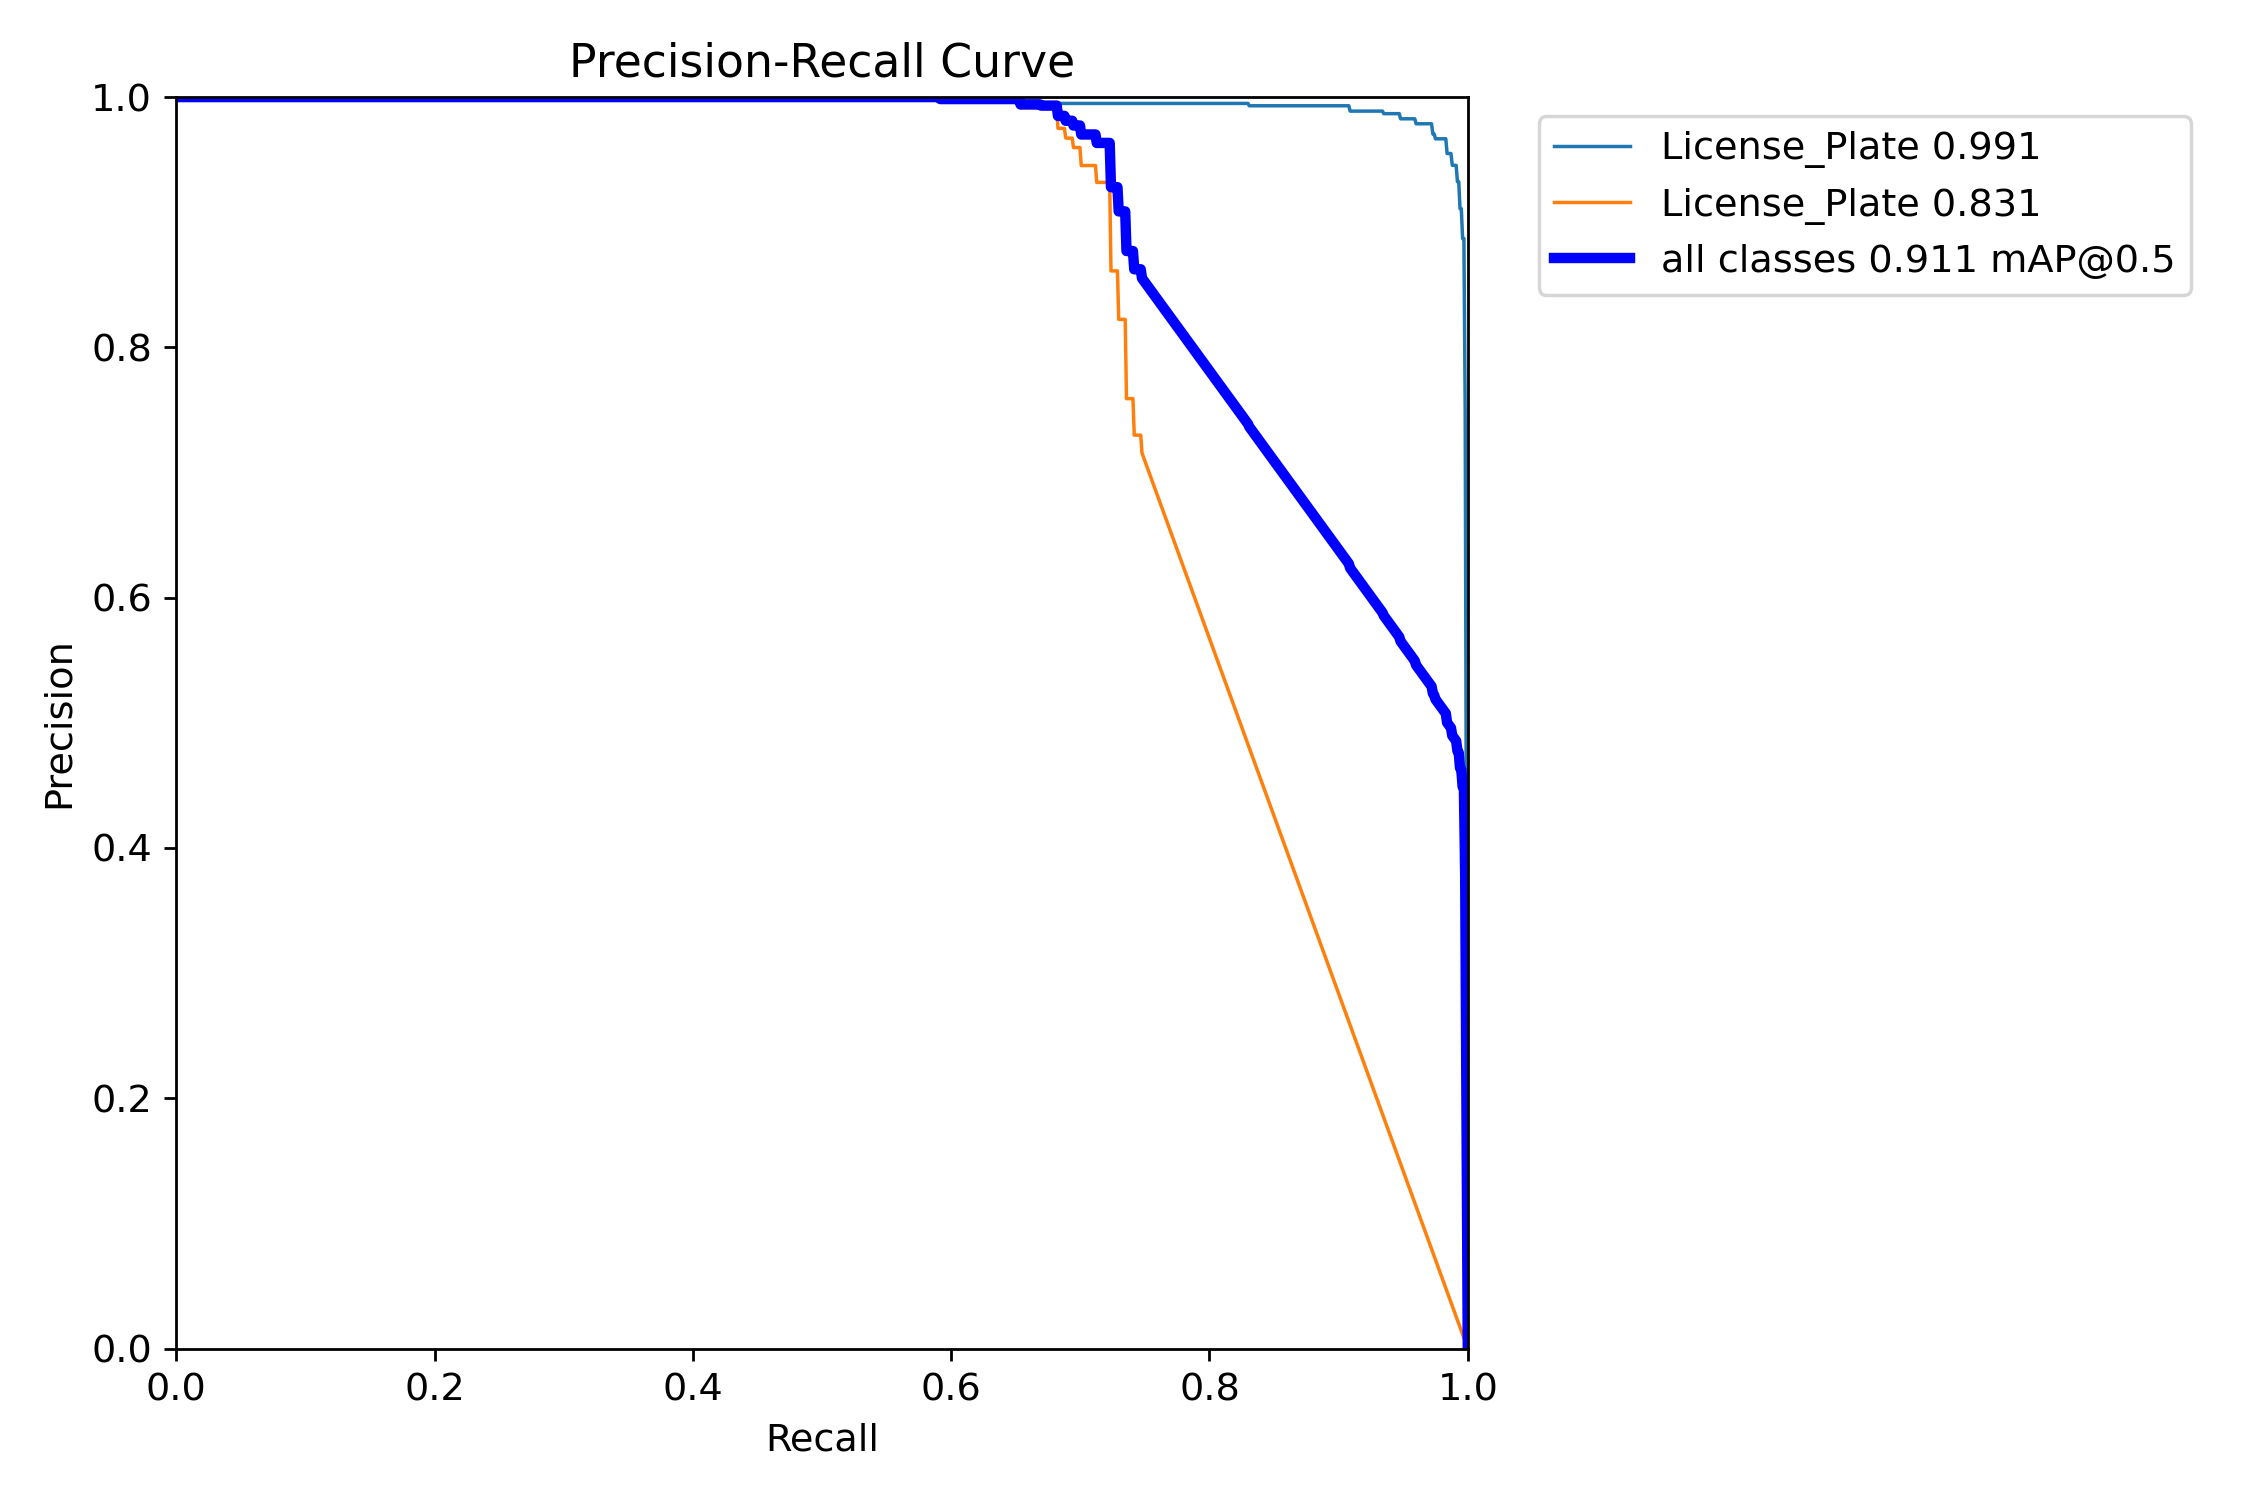 Precision-Recall Curve
1.0
0.8
0.6
0.4
0.2
0.0
Precision
0.0 0.2 0.4 0.6 0.8 1.0
Recall
License_Plate 0.991
License_Plate 0.831
all classes 0.911 mAP@0.5